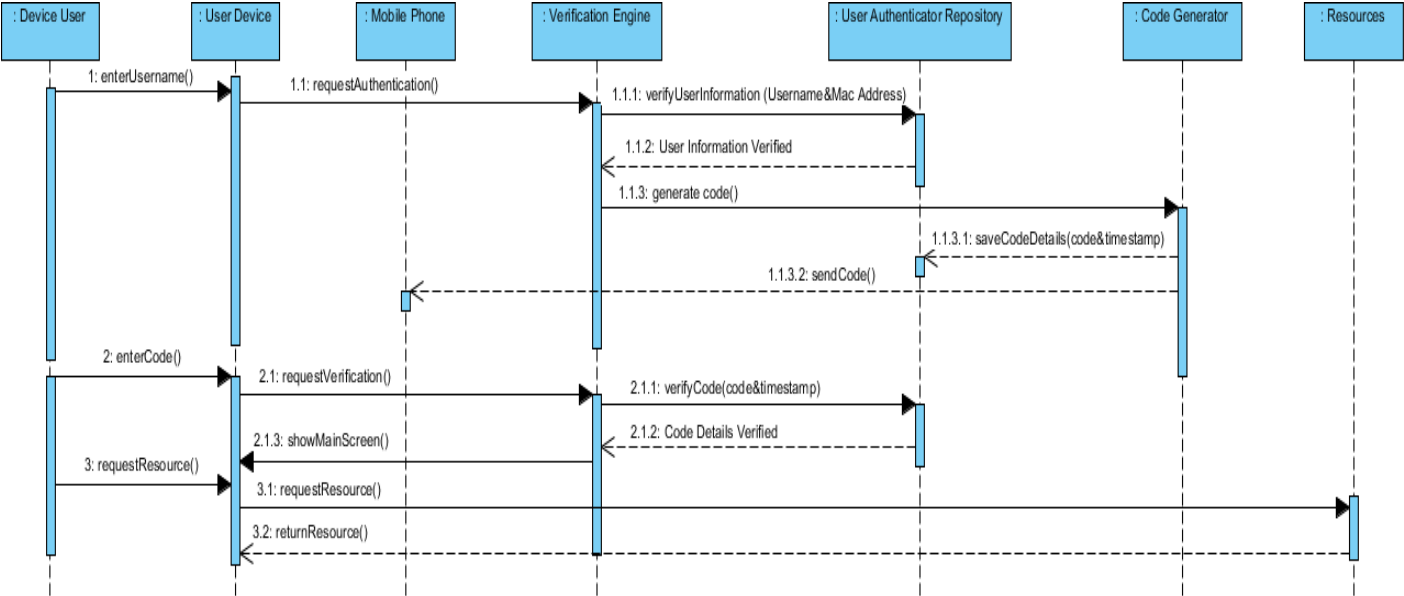 : Device User
: User Device
: Mobile Phone
: Verification Engine
: User Authenticator Repository
: Code Generator
: Resources
1: enterUsername()
1.1: requestAuthentication()
1.1.1: verifyUserInformation (Username&Mac Address)
1.1.2: User Information Verified
1.1.3: generate code()
1.1.3.1: saveCodeDetails(code&timestamp)
1.1.3.2: sendCode()
2: enterCode()
2.1: requestVerification()
2.1.1: verifyCode(code&timestamp)
2.1.2: Code Details Verified
2.1.3: showMainScreen()
3: requestResource()
3.1: requestResource()
3.2: returnResource()